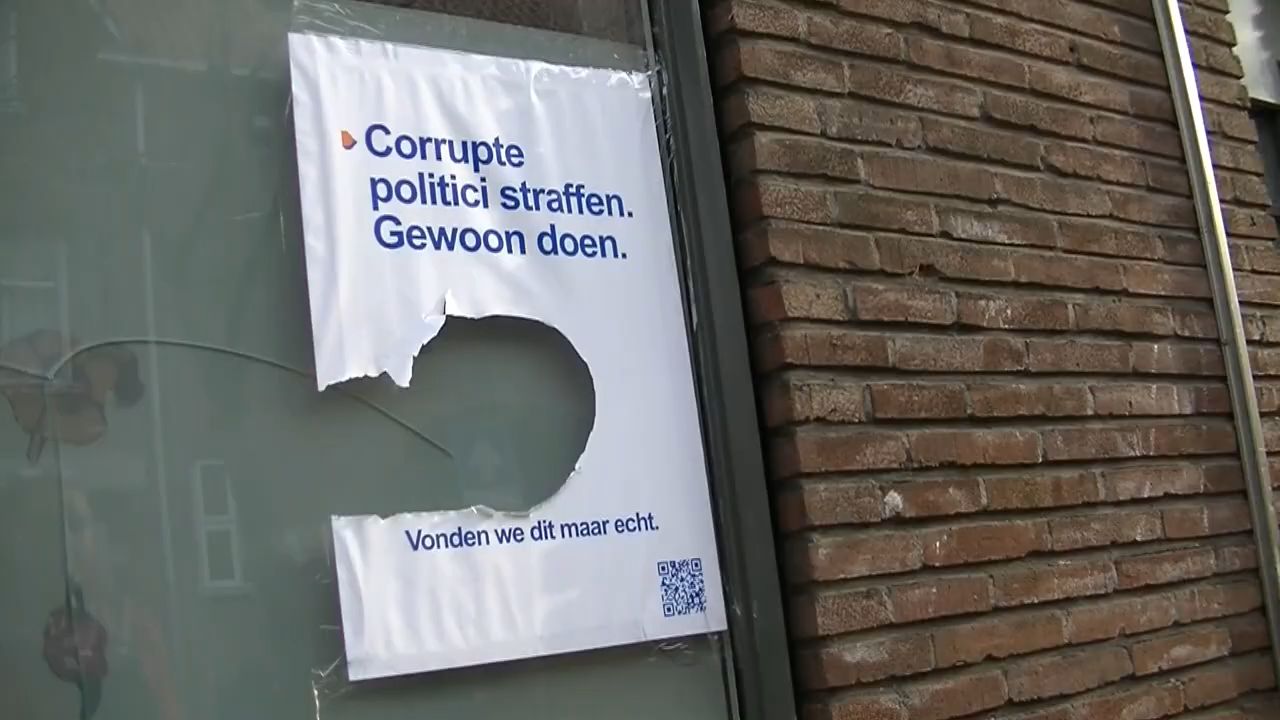 Corrupte
politici straffen.
Gewoon doen.
Vonden we dit maar echt.